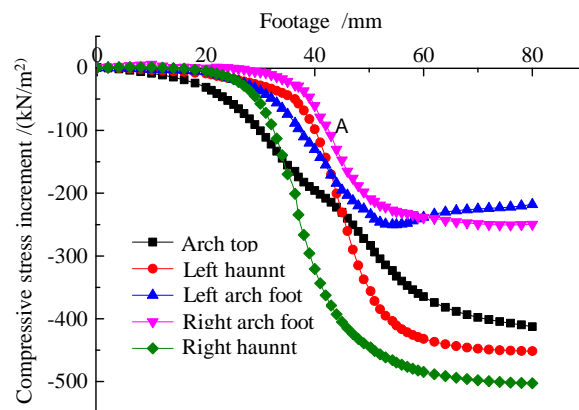 Footage /mm
0 20 40 60 80
0
-100
-200
-300
-400
-500
Compressive stress increment /(kN/m²)
A
Arch top
Left haunnt
Left arch foot
Right arch foot
Right haunnt